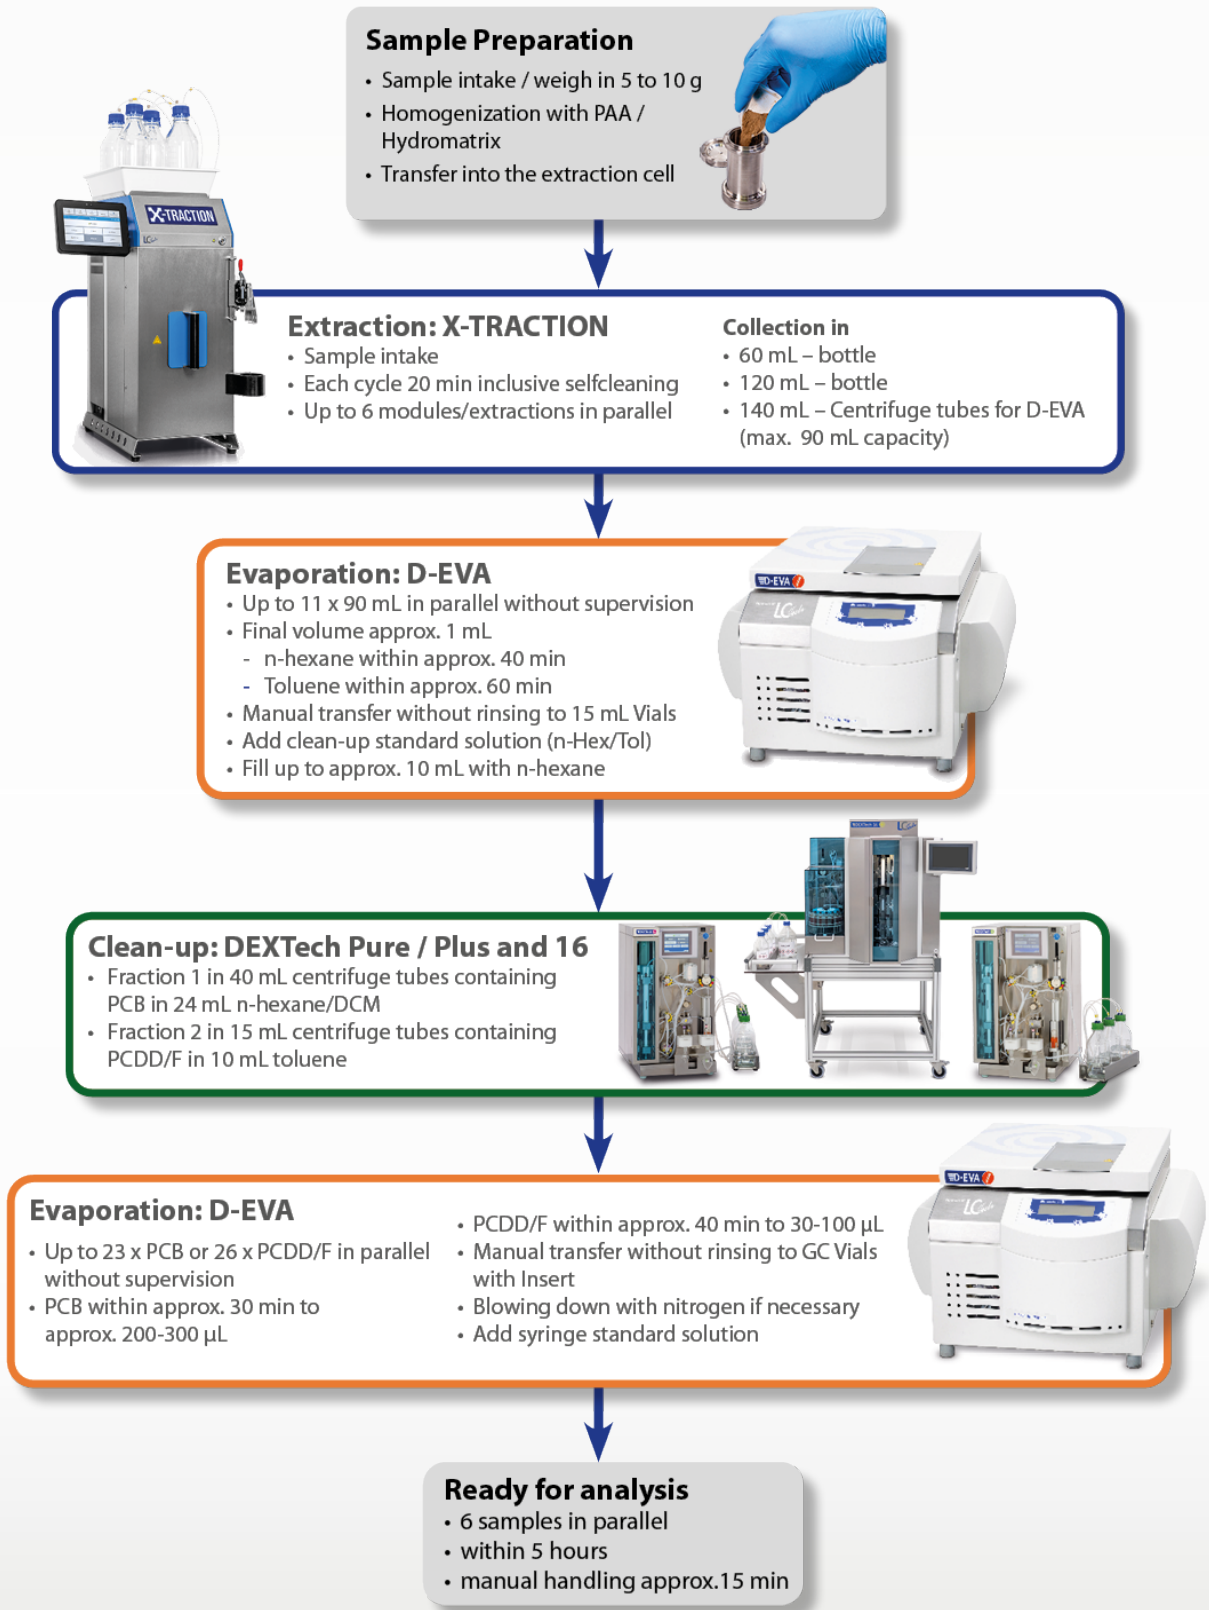 Sample Preparation
• Sample intake / weigh in 5 to 10 g
• Homogenization with PAA /
Hydromatrix
• Transfer into the extraction cell
X-TRACTION
Extraction: X-TRACTION
• Sample intake
• Each cycle 20 min inclusive selfcleaning
• Up to 6 modules/extractions in parallel
Collection in
• 60 mL – bottle
• 120 mL – bottle
• 140 mL – Centrifuge tubes for D-EVA
(max. 90 mL capacity)
Evaporation: D-EVA
• Up to 11 x 90 mL in parallel without supervision
• Final volume approx. 1 mL
- n-hexane within approx. 40 min
- Toluene within approx. 60 min
• Manual transfer without rinsing to 15 mL Vials
• Add clean-up standard solution (n-Hex/Tol)
• Fill up to approx. 10 mL with n-hexane
D-EVA
LC
Clean-up: DEXTech Pure / Plus and 16
• Fraction 1 in 40 mL centrifuge tubes containing
PCB in 24 mL n-hexane/DCM
• Fraction 2 in 15 mL centrifuge tubes containing
PCDD/F in 10 mL toluene
Evaporation: D-EVA
• Up to 23 x PCB or 26 x PCDD/F in parallel
without supervision
• PCB within approx. 30 min to
approx. 200-300 µL
• PCDD/F within approx. 40 min to 30-100 µL
• Manual transfer without rinsing to GC Vials
with Insert
• Blowing down with nitrogen if necessary
• Add syringe standard solution
D-EVA
LC
Ready for analysis
• 6 samples in parallel
• within 5 hours
• manual handling approx.15 min